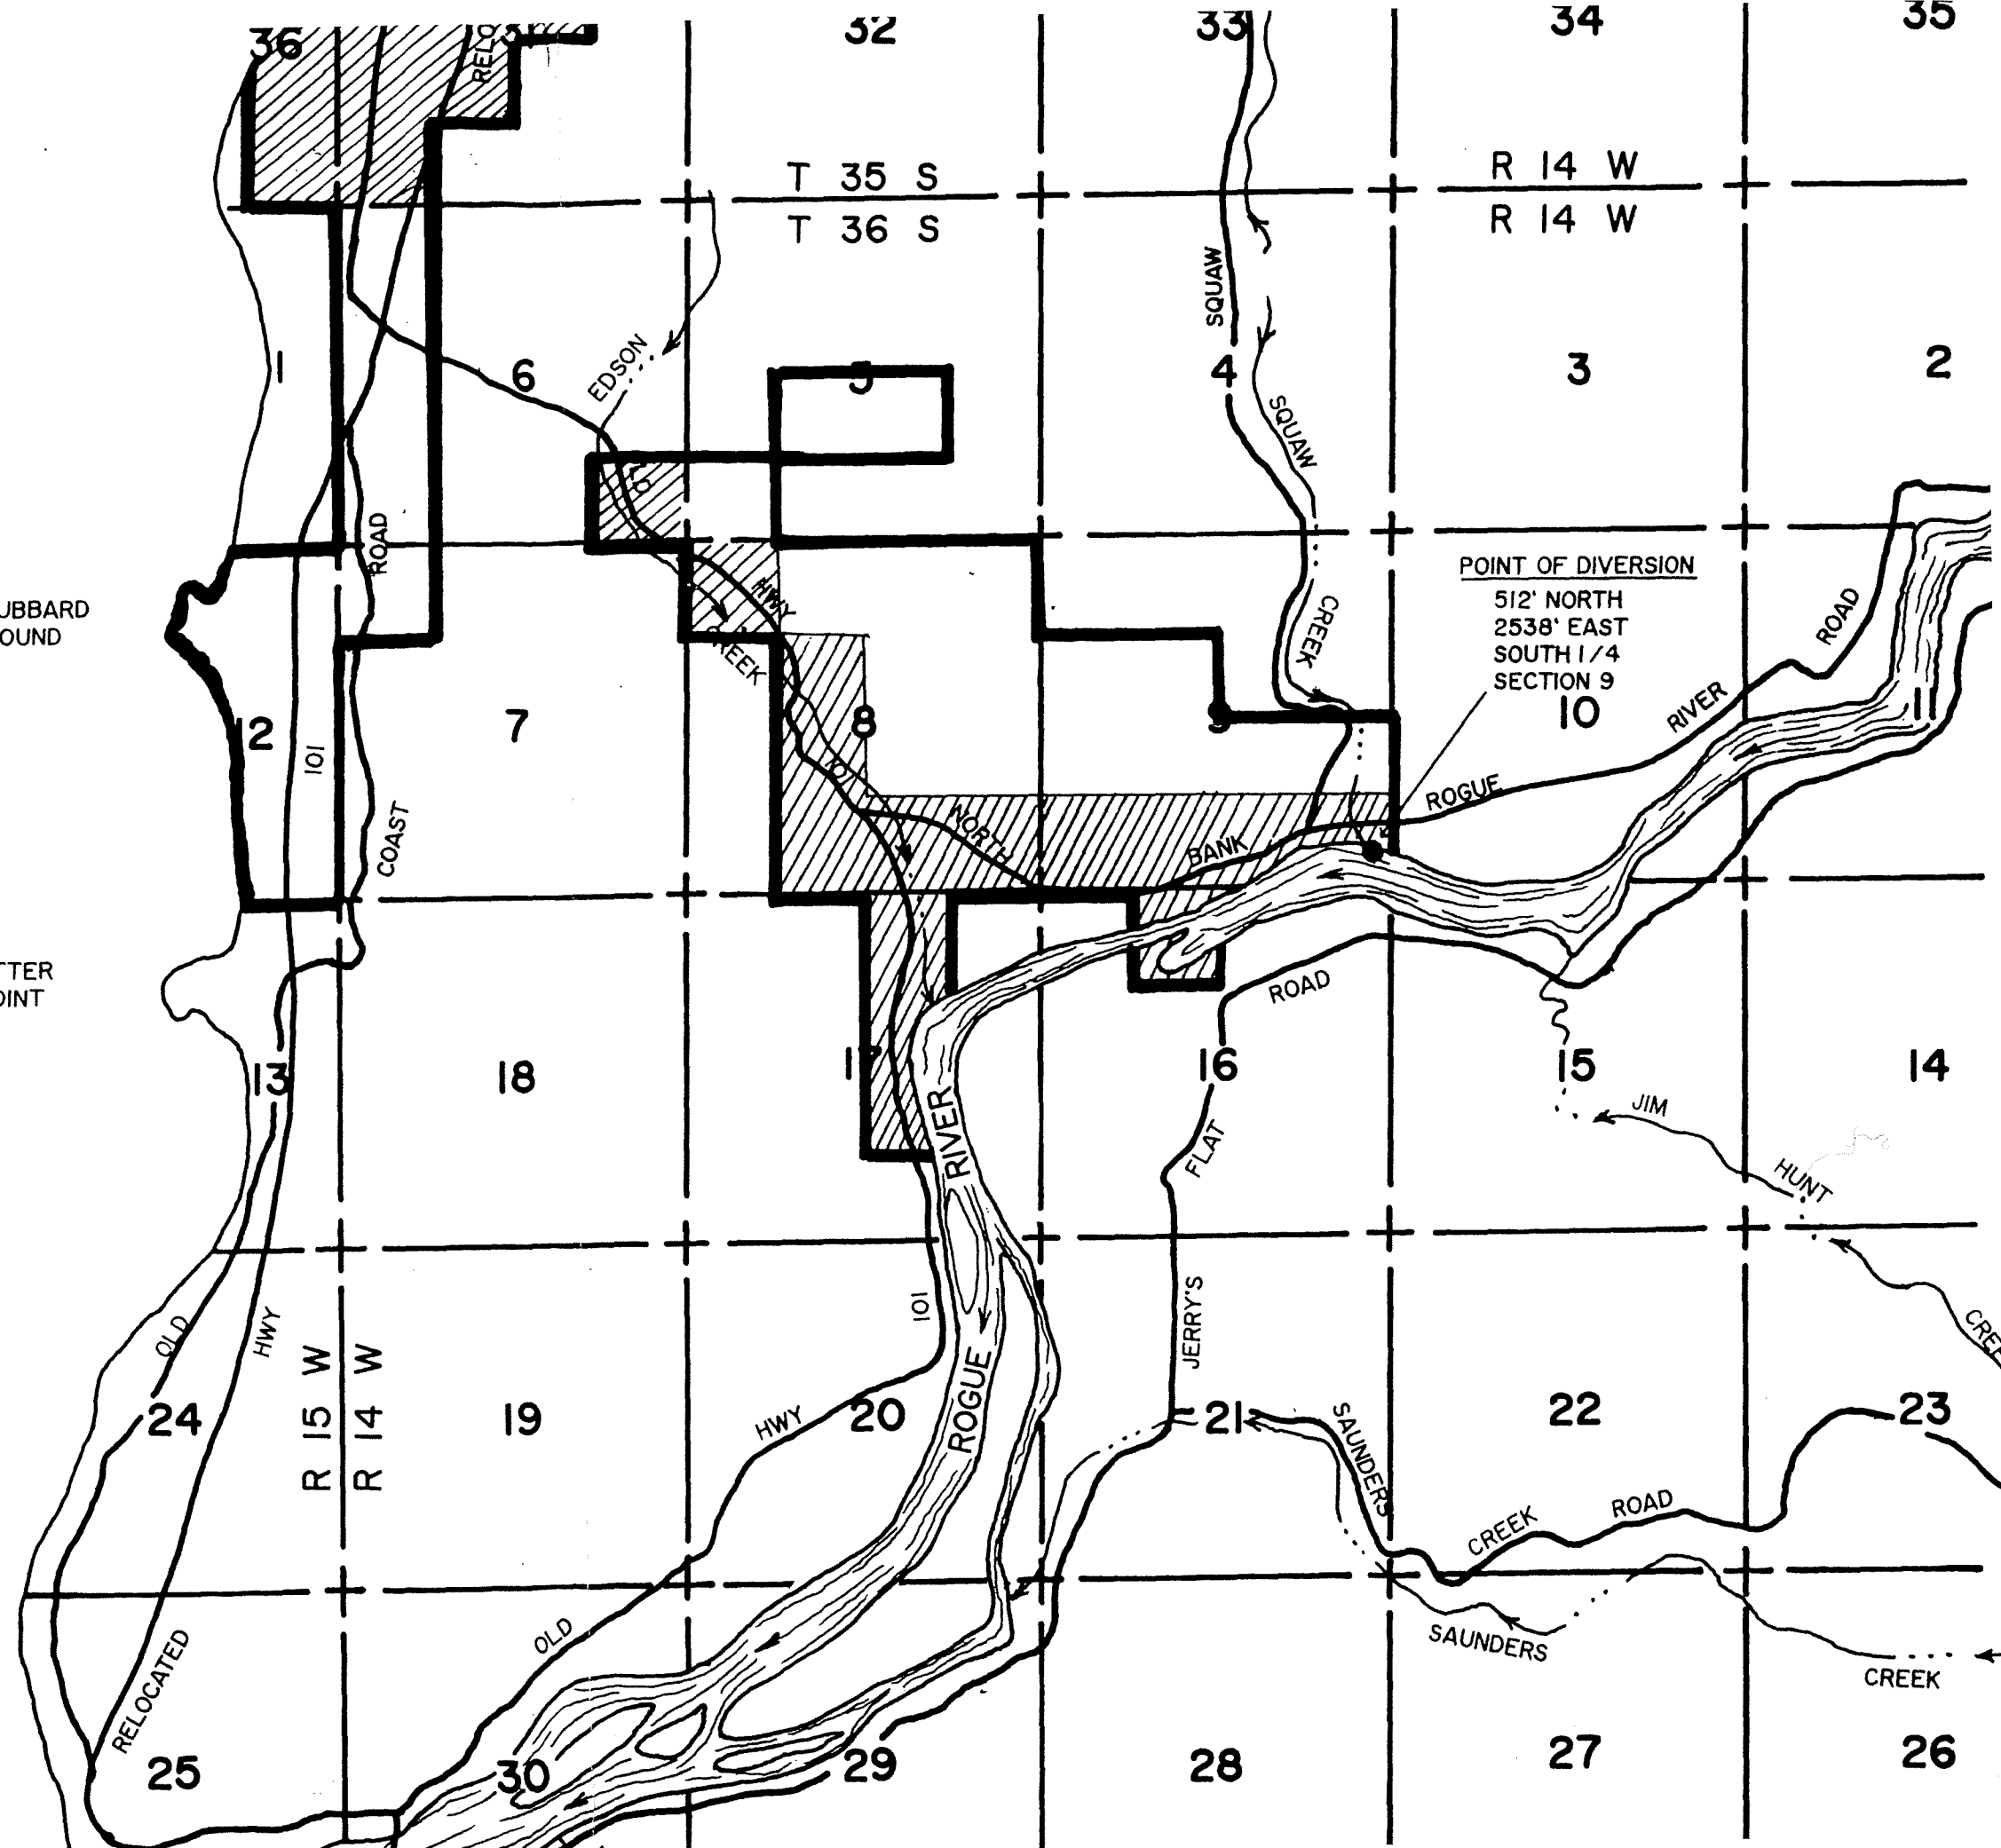 36
RELO
32
33
34
35
T 35 S
R 14 W
T 36 S
R 14 W
SQUAW
EDSON
1
6
5
4
3
2
SQUAW
ROAD
POINT OF DIVERSION
512' NORTH
2538' EAST
SOUTH 1/4
SECTION 9
HWY
CREEK
ROAD
UBBARD
OUND
CREEK
RIVER
12
101
7
8
9
10
11
101
COAST
ROGUE
NORTH
BANK
TTER
OINT
ROAD
13
18
17
16
15
14
RIVER
JIM
FLAT
HUNT
OLD
HWY
101
JERRY'S
CREE
R 15 W
R 14 W
ROGUE
24
19
HWY
20
21
SAUNDERS
22
23
CREEK
ROAD
OLD
SAUNDERS
CREEK
RELOCATED
25
30
29
28
27
26